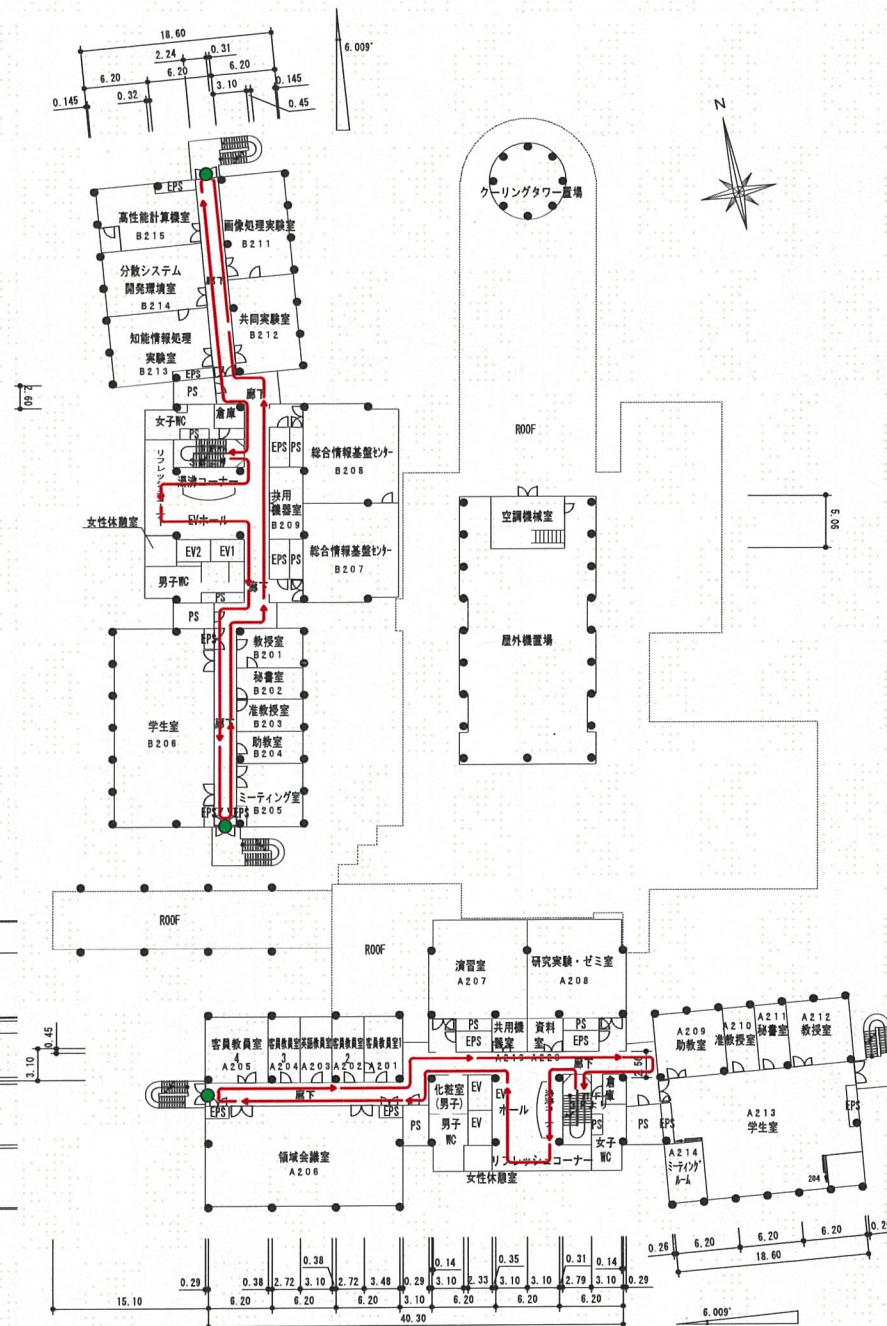 18.60
2.24
0.31
6.20
6.20
6.20
0.145
0.32
3.10
0.145
0.45
6.009°
N
クーリングタワー置場
EPS
高性能計算機室
B215
画像処理実験室
B211
分散システム
開発環境室
B214
廊下
共同実験室
B212
知能情報処理
実験室
B213
EPS
PS
廊下
2.60
倉庫
女子WC
PS
EPS
PS
総合情報基盤センター
B208
ROOF
湯沸コーナー
共用
機器室
B209
EVホール
女性休憩室
EV2
EV1
EPS
PS
総合情報基盤センター
B207
空調機械室
5.06
男子WC
廊下
PS
PS
EPS
教授室
B201
秘書室
B202
准教授室
B203
助教室
B204
ミーティング室
B205
学生室
B206
廊下
屋外機置場
EPS
EPS
ROOF
ROOF
演習室
A207
研究実験・ゼミ室
A208
0.45
3.10
客員教員室
4
A205
客員教員室
3
A204
英語教員室
A203
客員教員室
2
A202
客員教員室1
A201
PS
EPS
共用機
器室
A219
資料
室
A220
PS
EPS
廊下
2.50
A209
助教室
A210
准教授室
A211
秘書室
A212
教授室
廊下
EPS
EPS
PS
化粧室
(男子)
男子
WC
EV
EV
EV
ホール
倉庫
PS
女子
WC
PS
EPS
リフレッシュコーナー
女性休憩室
領域会議室
A206
A213
学生室
EPS
A214
ミーティング
ルーム
204
0.26
6.20
6.20
6.20
18.60
0.38
0.14
0.35
0.31
0.14
0.29
0.38
2.72
3.10
2.72
3.48
0.29
3.10
2.33
3.10
3.10
2.79
3.10
0.29
15.10
6.20
6.20
6.20
3.10
6.20
6.20
6.20
40.30
6.009°